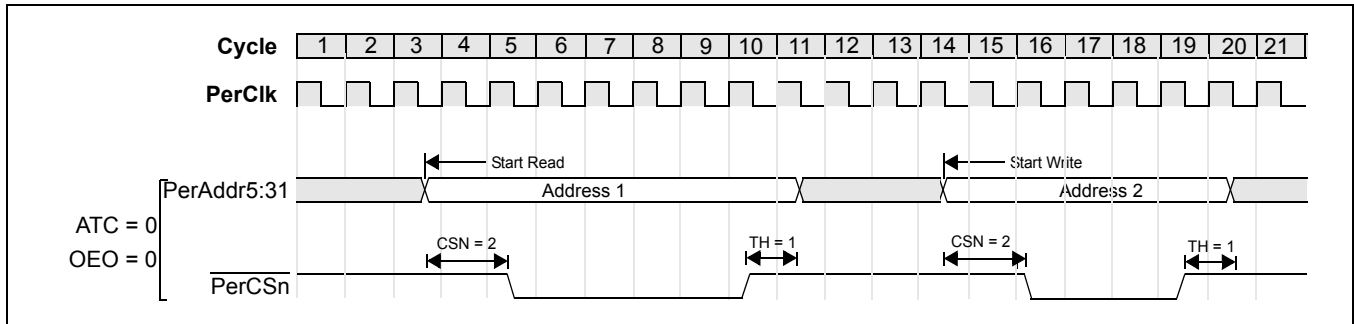 Cycle 1 2 3 4 5 6 7 8 9 10 11 12 13 14 15 16 17 18 19 20 21
PerClk
Start Read Start Write
PerAddr5:31 Address 1 Address 2
ATC = 0
CSN = 2 TH = 1 CSN = 2 TH = 1
OEO = 0
PerCSn